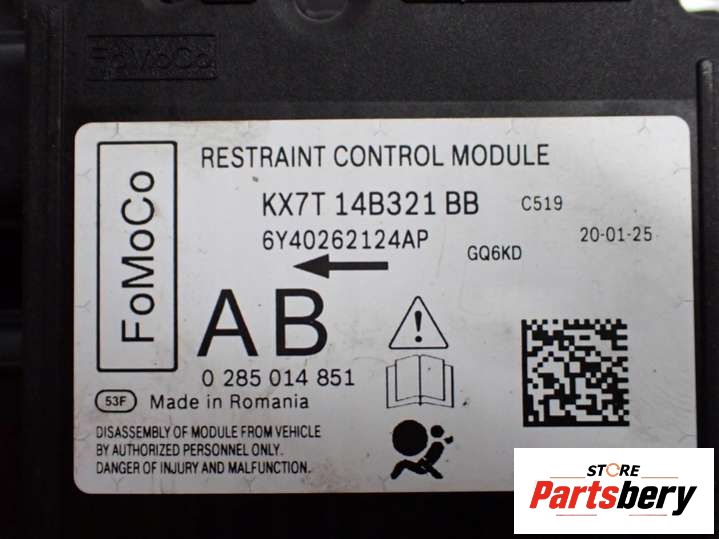 FoMoCo
RESTRAINT CONTROL MODULE
KX7T 14B321 BB C519
6Y40262124AP GQ6KD 20-01-25
FoMoCo
AB
0 285 014 851
53F Made in Romania
DISASSEMBLY OF MODULE FROM VEHICLE
BY AUTHORIZED PERSONNEL ONLY.
DANGER OF INJURY AND MALFUNCTION.
STORE
Partsbery